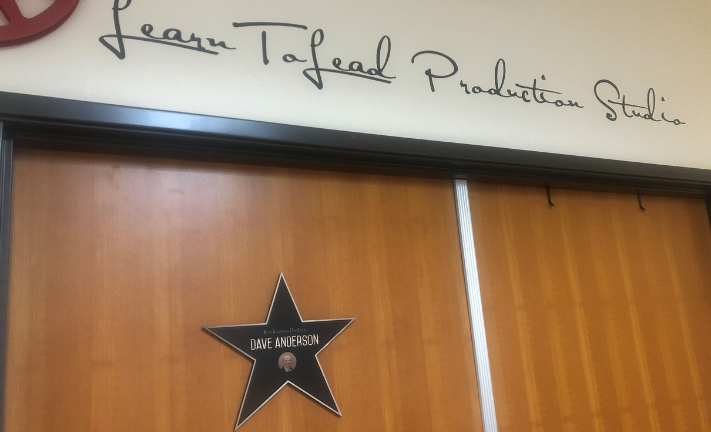 Learn To Lead Production Studio
DAVE ANDERSON